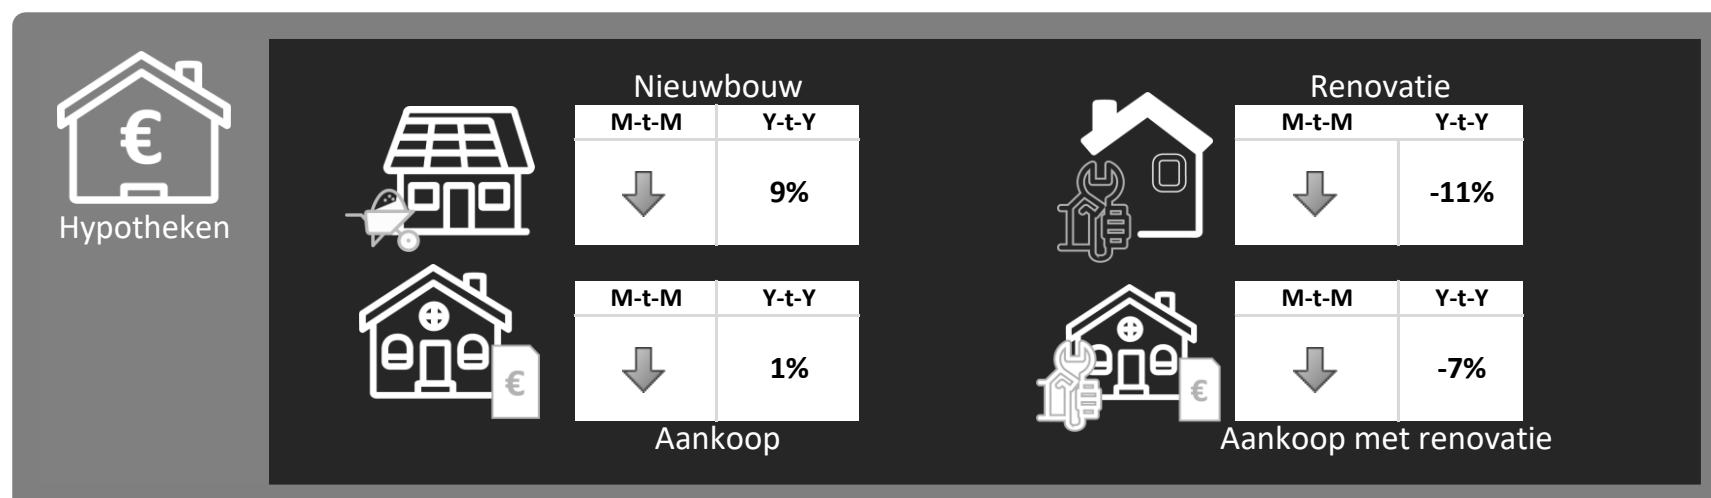 Hypotheken
Nieuwbouw
M-t-M Y-t-Y
9%
Renovatie
M-t-M Y-t-Y
-11%
M-t-M Y-t-Y
1%
Aankoop
M-t-M Y-t-Y
-7%
Aankoop met renovatie
€
€
€